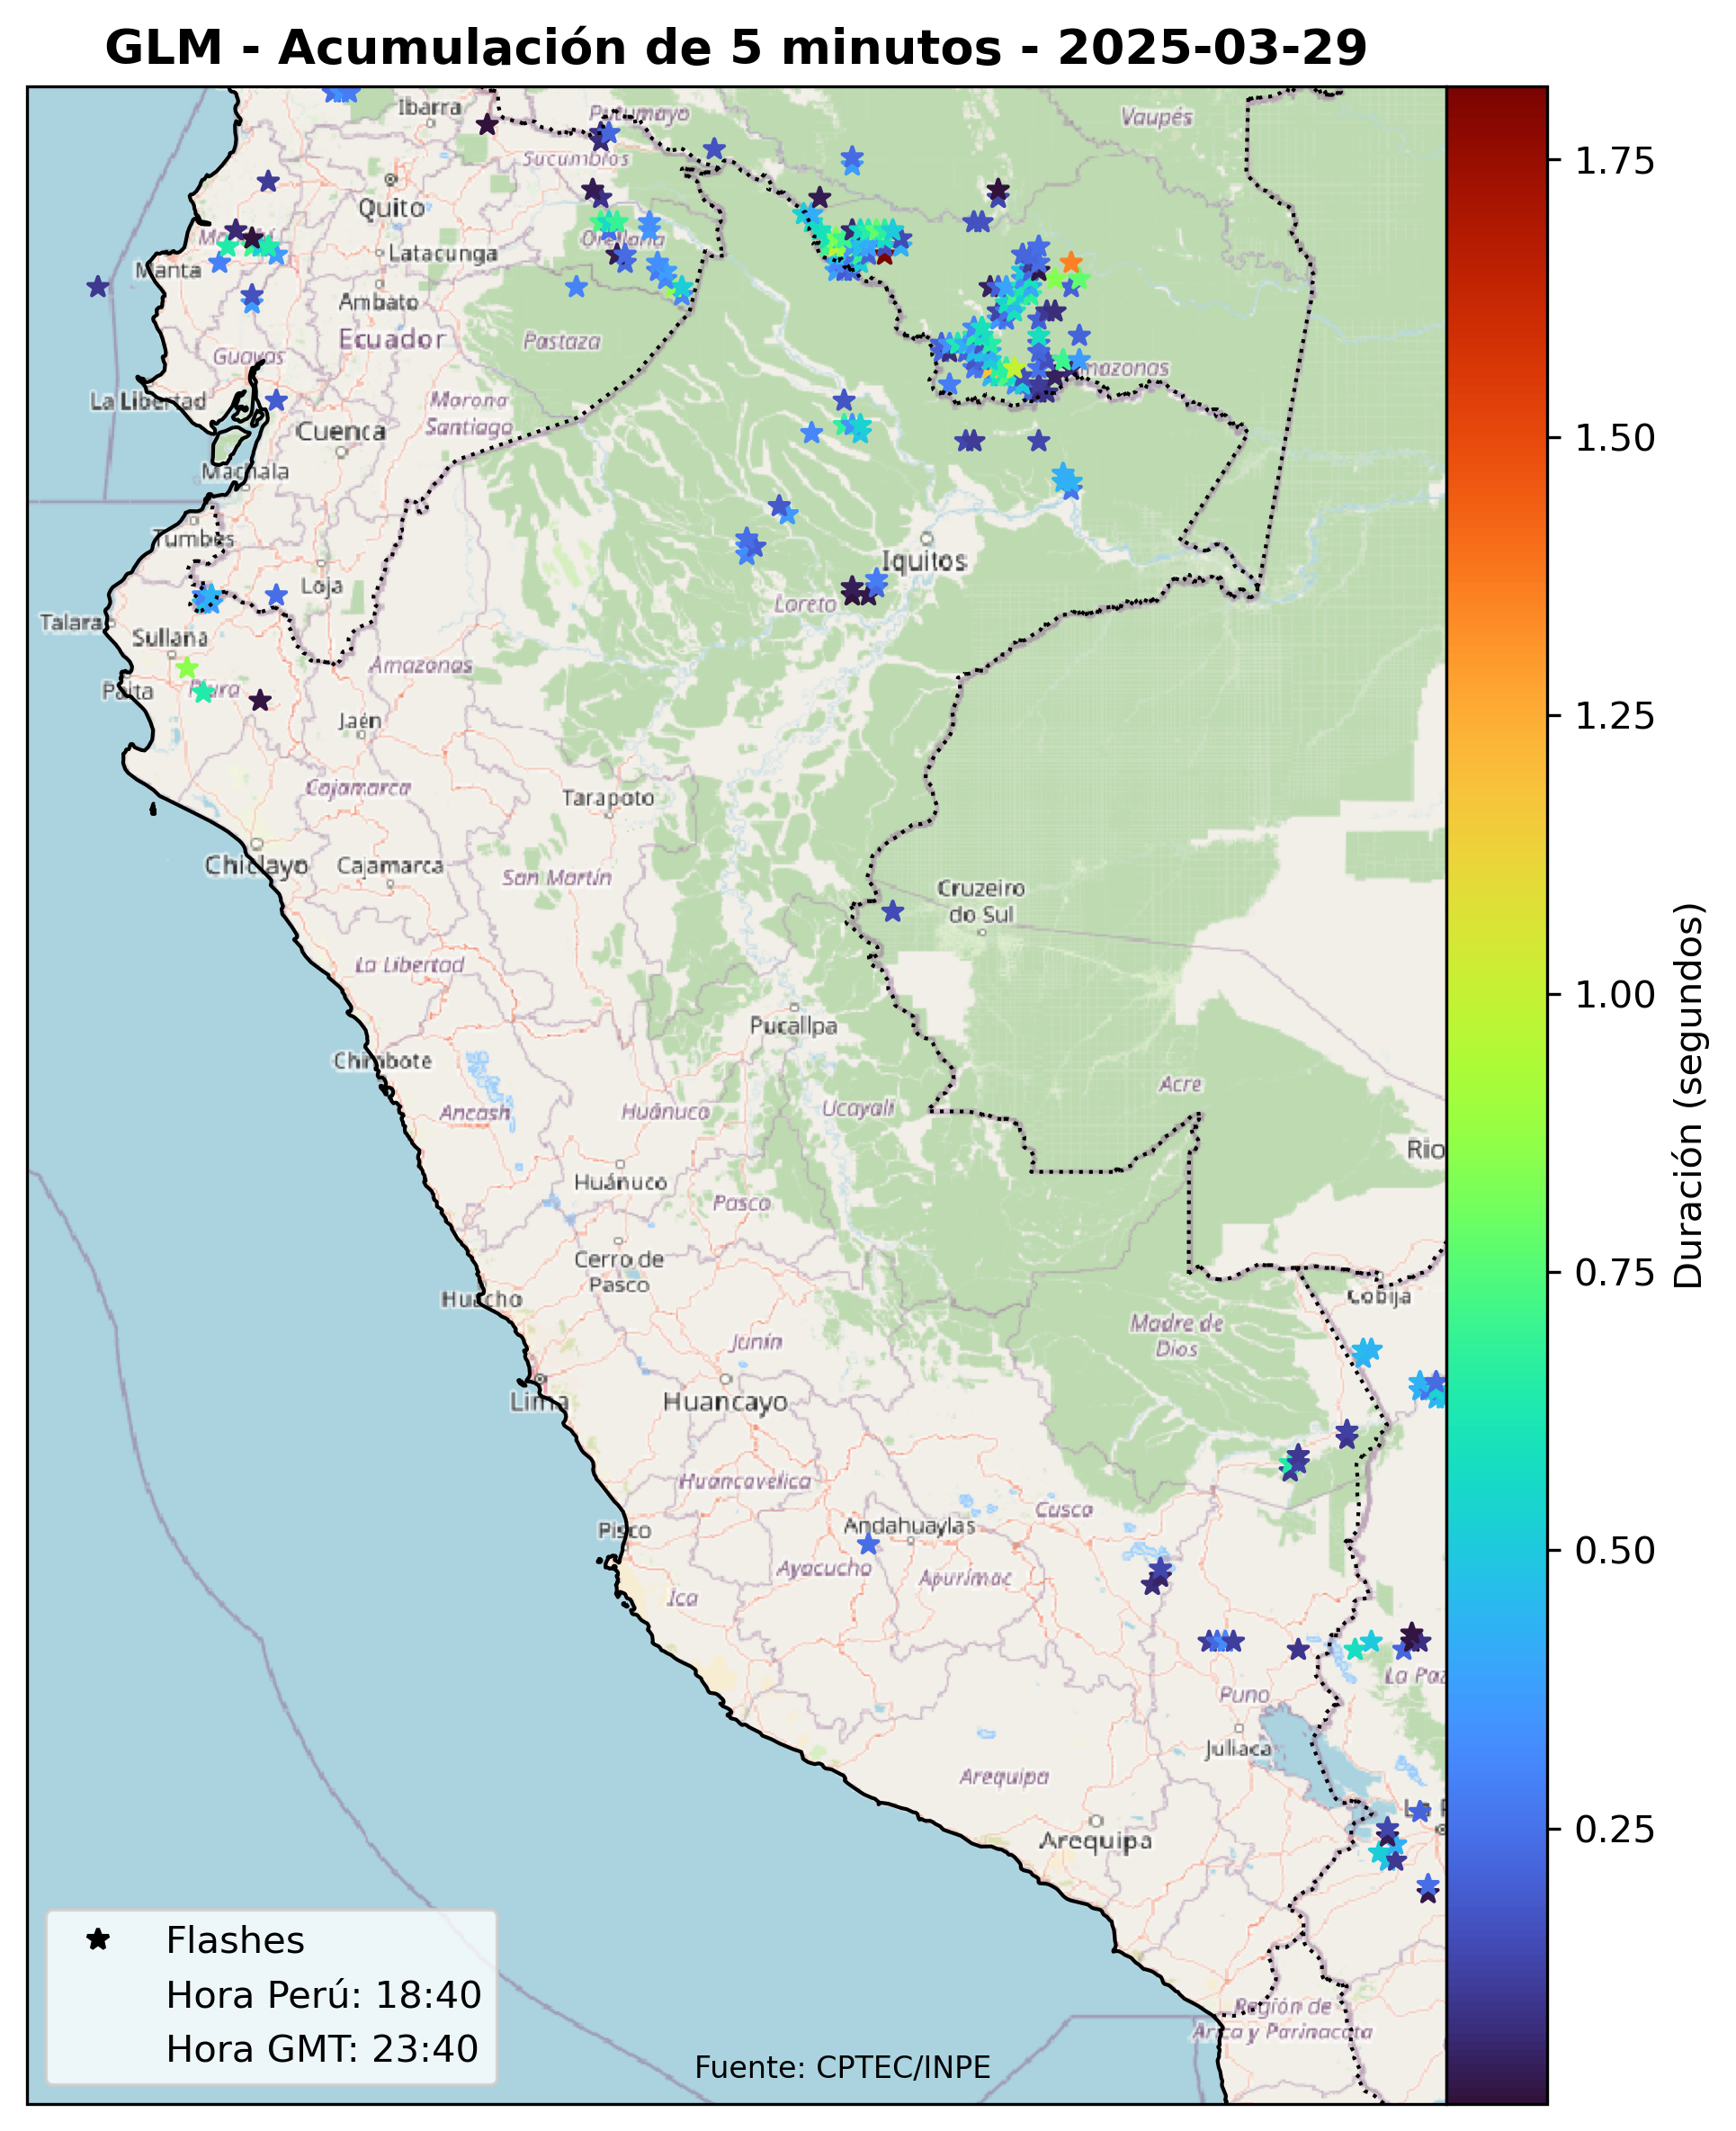 GLM - Acumulación de 5 minutos - 2025-03-29
Ibarra
Putumayo
Vaupés
Sucumbíos
Quito
Orellana
Latacunga
Manta
Ambato
Ecuador
Pastaza
Guayas
La Libertad
Morona
Santiago
Cuenca
Machala
Tumbes
Iquitos
Loja
Loreto
Talara
Sullana
Amazonas
Paita
Piura
Jaén
Cajamarca
Tarapoto
Chiclayo
Cajamarca
San Martín
Cruzeiro
do Sul
La Libertad
Pucallpa
Chimbote
Acre
Ancash
Huánuco
Ucayali
Rio
Huánuco
Pasco
Cerro de
Pasco
Huacho
Cobija
Madre de
Dios
Junín
Lima
Huancayo
Huancavelica
Cusco
Pisco
Andahuaylas
Ayacucho
Apurímac
Ica
La Paz
Puno
Juliaca
Arequipa
La P
Arequipa
Región de
Arica y Parinacota
Flashes
Hora Perú: 18:40
Hora GMT: 23:40
Fuente: CPTEC/INPE
1.75
1.50
1.25
1.00
0.75
0.50
0.25
Duración (segundos)